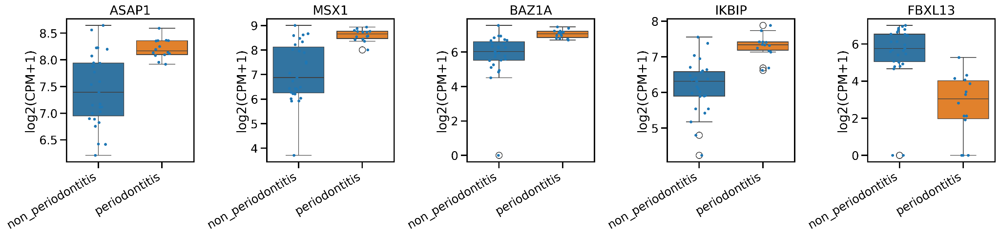 ASAP1
log2(CPM+1)
8.5
8.0
7.5
7.0
6.5
non_periodontitis
periodontitis
MSX1
log2(CPM+1)
9
8
7
6
5
4
non_periodontitis
periodontitis
BAZ1A
log2(CPM+1)
6
4
2
0
non_periodontitis
periodontitis
IKBIP
log2(CPM+1)
8
7
6
5
non_periodontitis
periodontitis
FBXL13
log2(CPM+1)
6
4
2
0
non_periodontitis
periodontitis